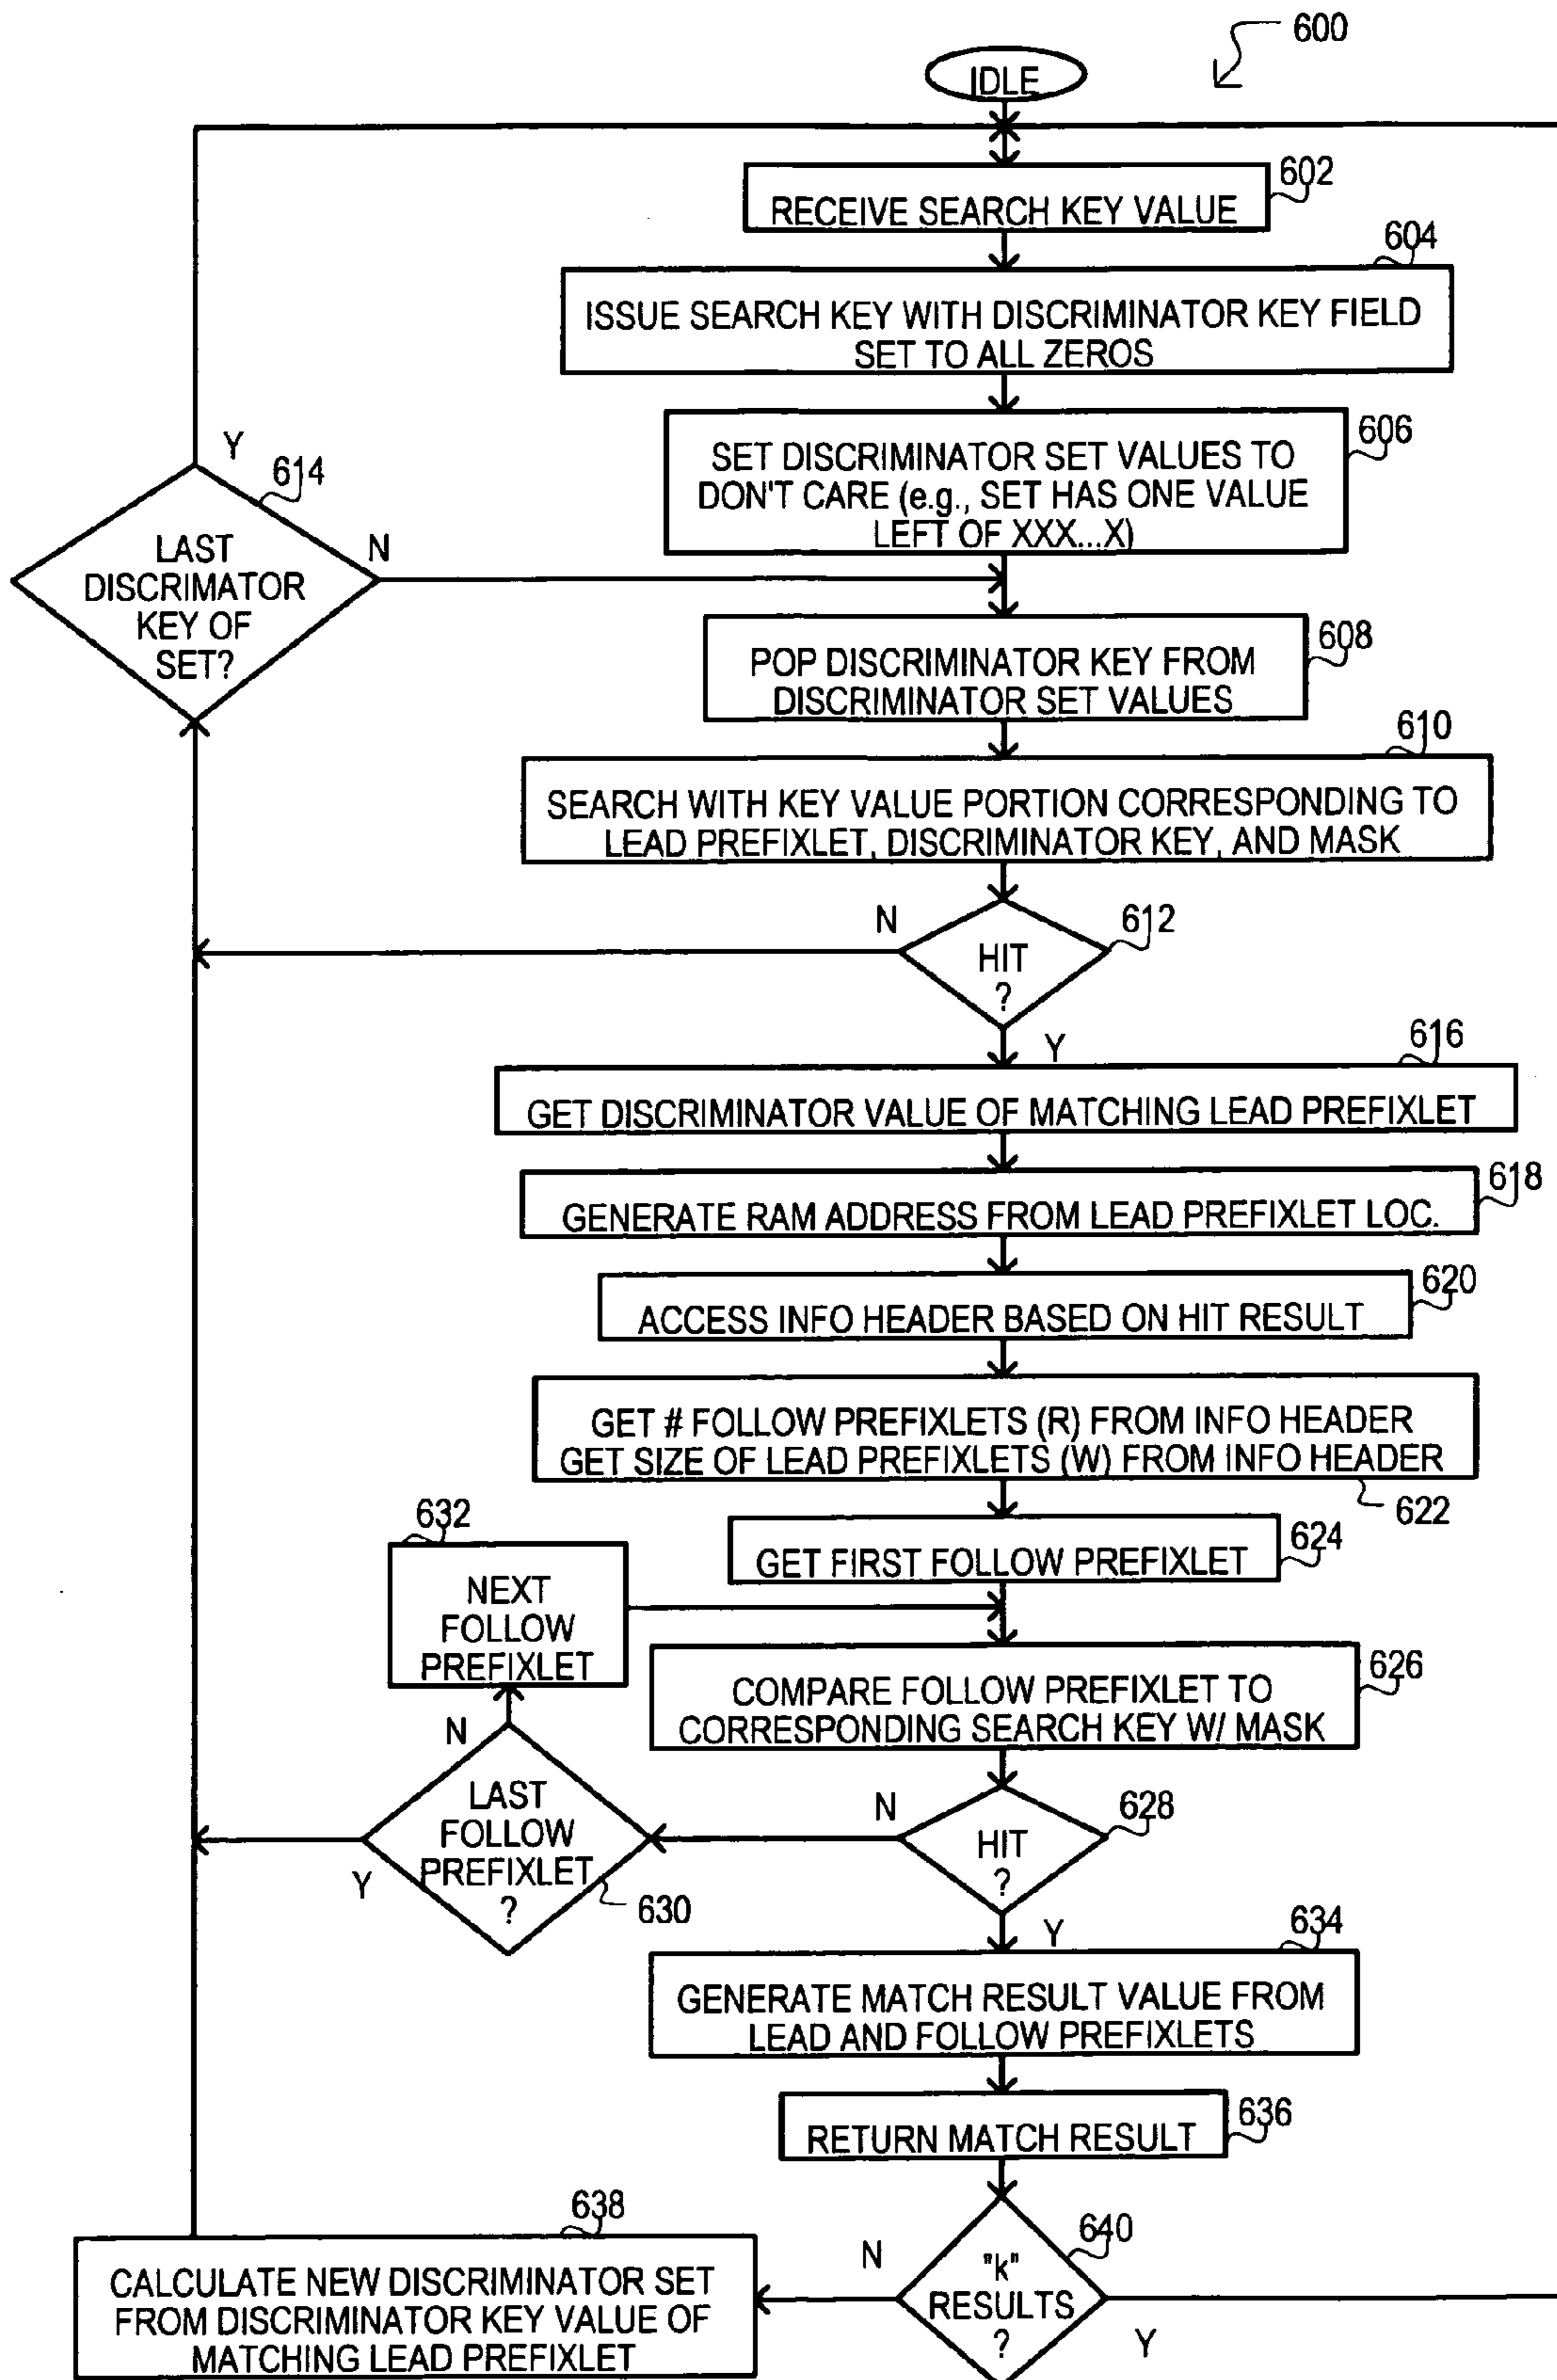 600
IDLE
602
RECEIVE SEARCH KEY VALUE
604
ISSUE SEARCH KEY WITH DISCRIMINATOR KEY FIELD
SET TO ALL ZEROS
606
SET DISCRIMINATOR SET VALUES TO
DON'T CARE (e.g., SET HAS ONE VALUE
LEFT OF XXX...X)
Y
614
LAST
DISCRIMATOR
KEY OF
SET?
N
608
POP DISCRIMINATOR KEY FROM
DISCRIMINATOR SET VALUES
610
SEARCH WITH KEY VALUE PORTION CORRESPONDING TO
LEAD PREFIXLET, DISCRIMINATOR KEY, AND MASK
N
612
HIT
?
Y
616
GET DISCRIMINATOR VALUE OF MATCHING LEAD PREFIXLET
618
GENERATE RAM ADDRESS FROM LEAD PREFIXLET LOC.
620
ACCESS INFO HEADER BASED ON HIT RESULT
GET # FOLLOW PREFIXLETS (R) FROM INFO HEADER
GET SIZE OF LEAD PREFIXLETS (W) FROM INFO HEADER
622
624
GET FIRST FOLLOW PREFIXLET
632
NEXT
FOLLOW
PREFIXLET
626
COMPARE FOLLOW PREFIXLET TO
CORRESPONDING SEARCH KEY W/ MASK
N
LAST
FOLLOW
PREFIXLET
?
Y
630
N
628
HIT
?
Y
634
GENERATE MATCH RESULT VALUE FROM
LEAD AND FOLLOW PREFIXLETS
636
RETURN MATCH RESULT
638
CALCULATE NEW DISCRIMINATOR SET
FROM DISCRIMINATOR KEY VALUE OF
MATCHING LEAD PREFIXLET
N
640
"k"
RESULTS
?
Y